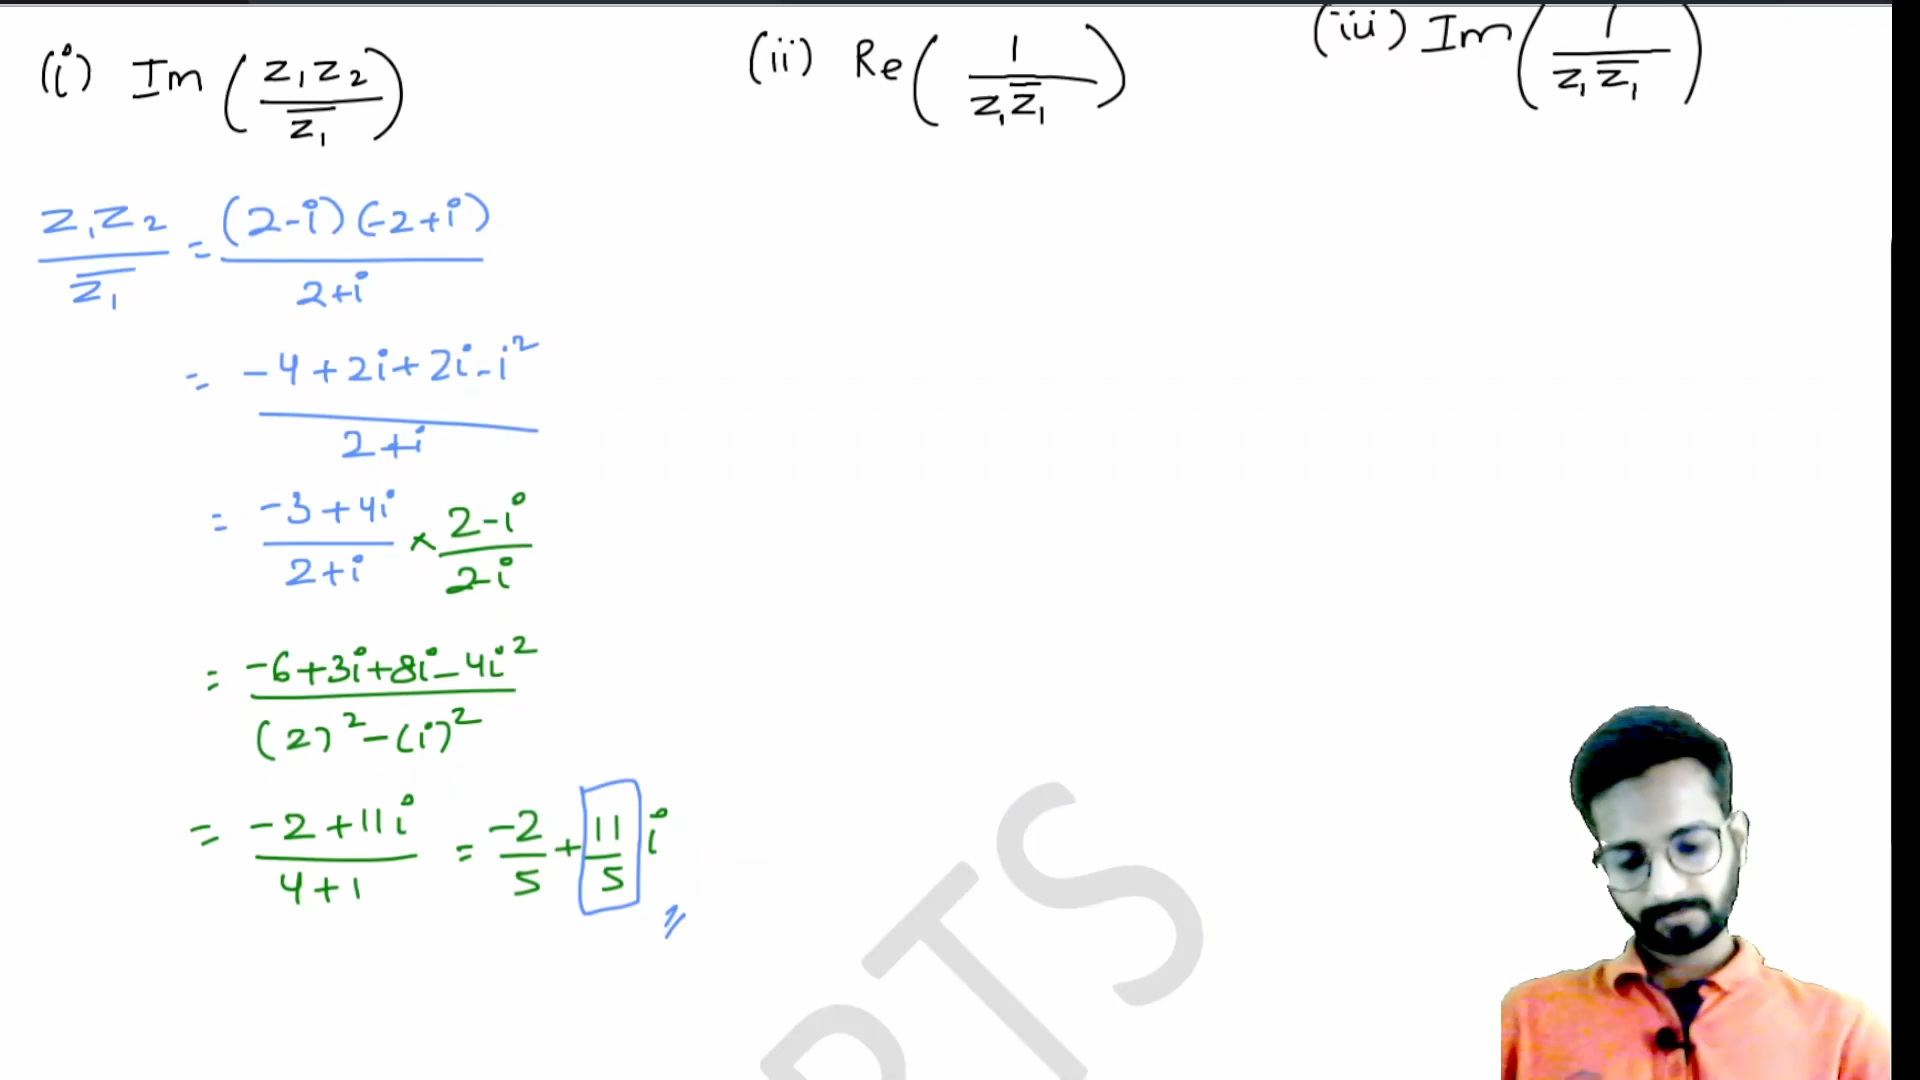 (i) Im (z₁z₂ / z̅₁)
(ii) Re (1 / z₁z̅₁)
(iii) Im (1 / z₁z̅₁)
z₁z₂ / z̅₁ = (2-i)(-2+i) / 2+i
= -4+2i+2i-i² / 2+i
= -3+4i / 2+i × 2-i / 2i
= -6+3i+8i-4i² / (2)²-(i)²
= -2+11i / 4+1 = -2/5 + 11/5 i
PTS